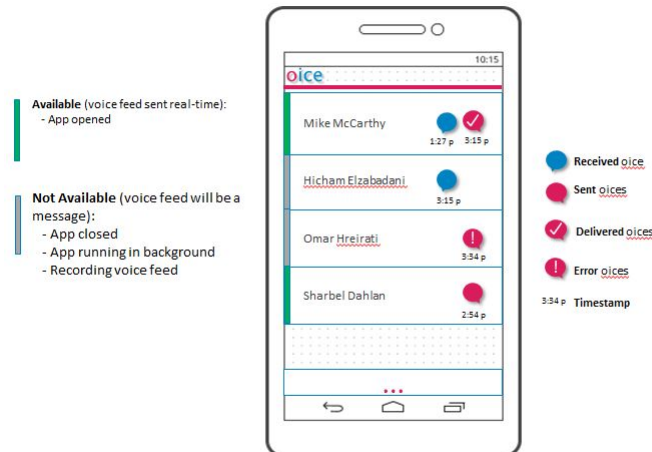 10:15
oice
Available (voice feed sent real-time):
- App opened
Mike McCarthy
1:27 p 3:15 p
Not Available (voice feed will be a
message):
- App closed
- App running in background
- Recording voice feed
Hicham Elzabadani
3:15 p
Omar Hreirati
3:34 p
Sharbel Dahlan
2:54 p
Received oice
Sent oices
Delivered oices
Error oices
3:34 p Timestamp